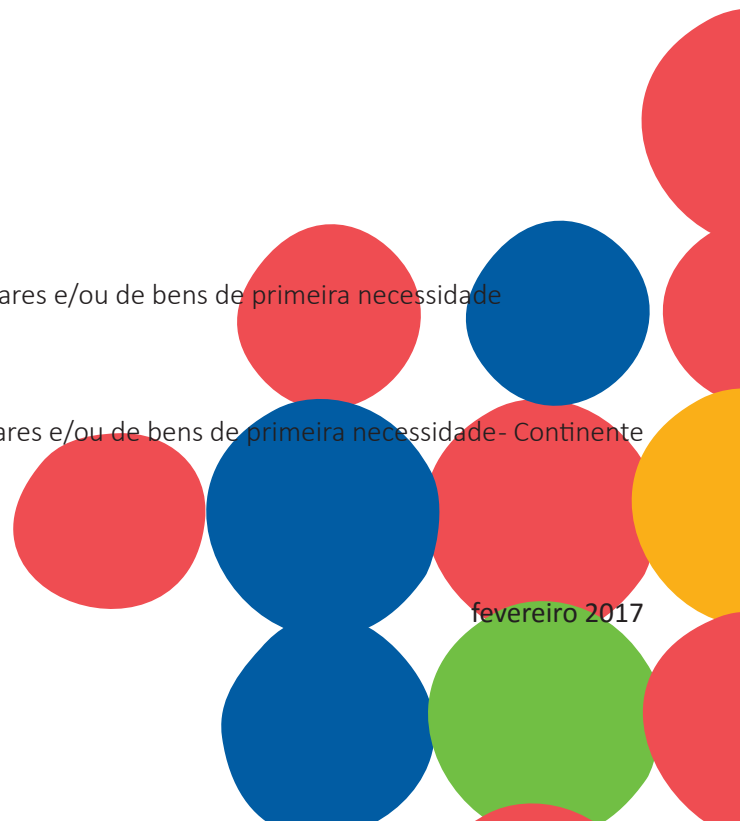 ares e/ou de bens de primeira necessidade
ares e/ou de bens de primeira necessidade- Continente
fevereiro 2017